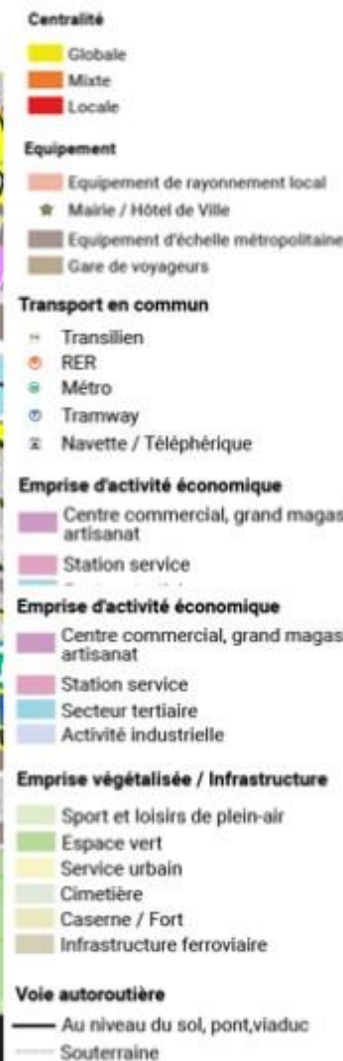 Centralité
Globale
Mixte
Locale
Equipement
Equipement de rayonnement local
Mairie / Hôtel de Ville
Equipement d'échelle métropolitaine
Gare de voyageurs
Transport en commun
Transilien
RER
Métro
Tramway
Navette / Téléphérique
Emprise d'activité économique
Centre commercial, grand magas
artisanat
Station service
Emprise d'activité économique
Centre commercial, grand magas
artisanat
Station service
Secteur tertiaire
Activité industrielle
Emprise végétalisée / Infrastructure
Sport et loisirs de plein-air
Espace vert
Service urbain
Cimetière
Caserne / Fort
Infrastructure ferroviaire
Voie autoroutière
Au niveau du sol, pont,viaduc
Souterraine